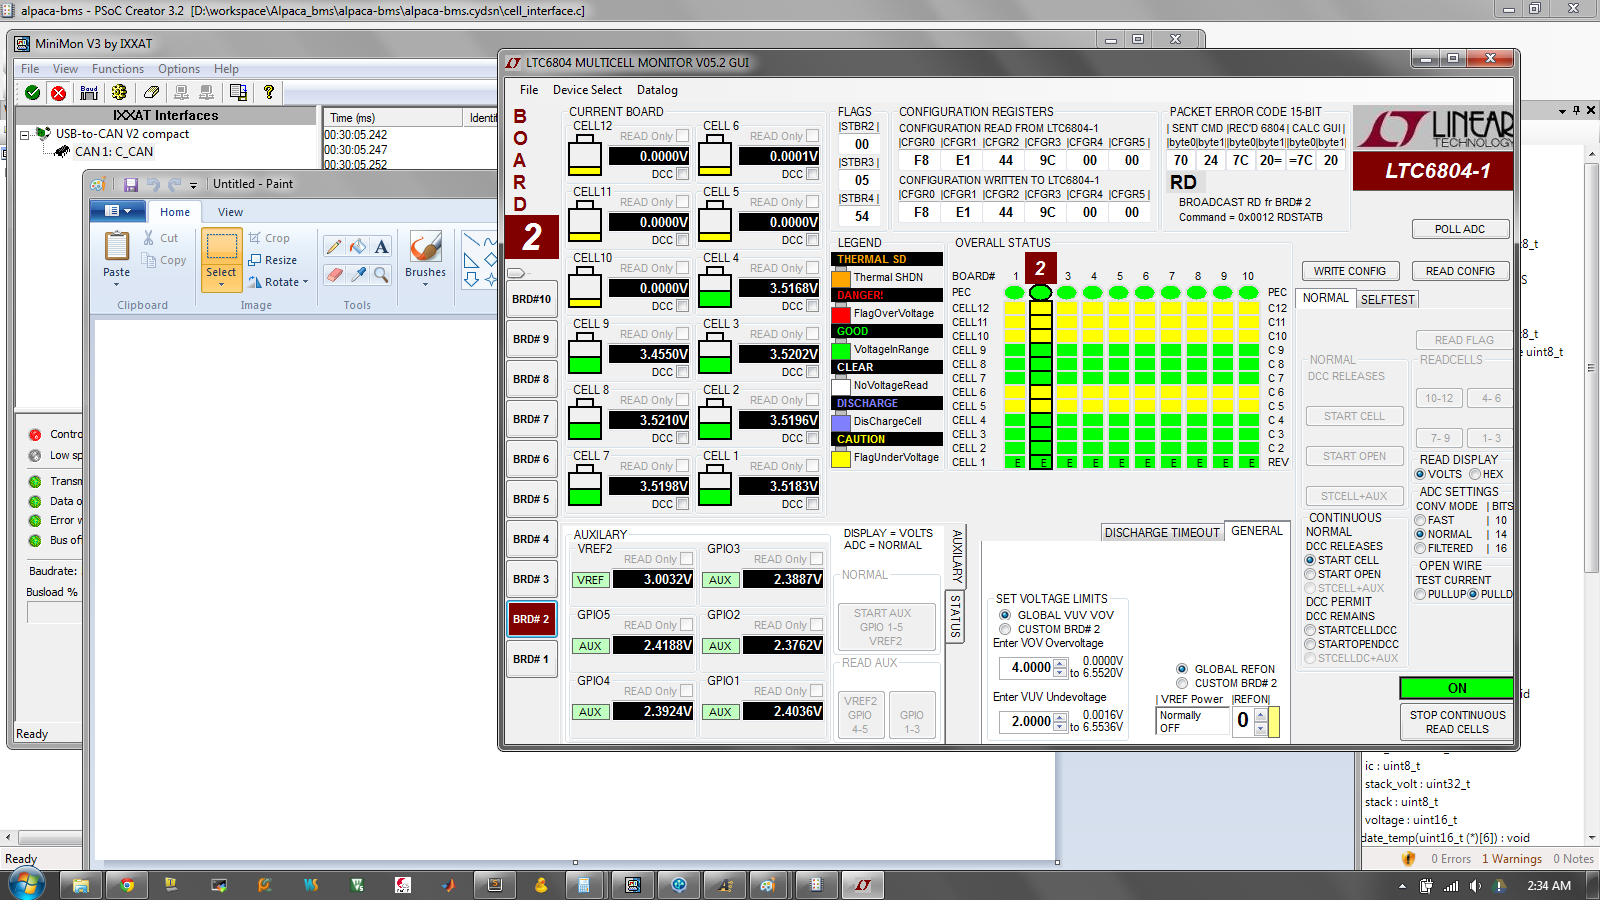 alpaca-bms - PSoC Creator 3.2 [D:\workspace\Alpaca_bms\alpaca-bms\alpaca-bms.cydsn\cell_interface.c]
MiniMon V3 by IXXAT
File View Functions Options Help
IXXAT Interfaces
USB-to-CAN V2 compact
CAN 1: C_CAN
Time (ms) Identif
00:30:05.242
00:30:05.247
00:30:05.252
Untitled - Paint
Home View
Paste
Cut
Copy
Clipboard
Select
Crop
Resize
Rotate
Image
Tools
Brushes
Contro
Low sp
Transm
Data o
Error w
Bus off
Baudrate:
Busload %
Ready
Ready
LTC6804 MULTICELL MONITOR V05.2 GUI
File Device Select Datalog
BOARD
2
BRD#10
BRD# 9
BRD# 8
BRD# 7
BRD# 6
BRD# 5
BRD# 4
BRD# 3
BRD# 2
BRD# 1
CURRENT BOARD
CELL12 READ Only 0.0000V DCC
CELL 6 READ Only 0.0001V DCC
CELL11 READ Only 0.0000V DCC
CELL 5 READ Only 0.0000V DCC
CELL10 READ Only 0.0000V DCC
CELL 4 READ Only 3.5168V DCC
CELL 9 READ Only 3.4550V DCC
CELL 3 READ Only 3.5202V DCC
CELL 8 READ Only 3.5210V DCC
CELL 2 READ Only 3.5196V DCC
CELL 7 READ Only 3.5198V DCC
CELL 1 READ Only 3.5183V DCC
FLAGS
|STBR2|
00
|STBR3|
05
|STBR4|
54
CONFIGURATION REGISTERS
CONFIGURATION READ FROM LTC6804-1
|CFGR0 |CFGR1 |CFGR2 |CFGR3 |CFGR4 |CFGR5|
F8 E1 44 9C 00 00
CONFIGURATION WRITTEN TO LTC6804-1
|CFGR0 |CFGR1 |CFGR2 |CFGR3 |CFGR4 |CFGR5|
F8 E1 44 9C 00 00
PACKET ERROR CODE 15-BIT
| SENT CMD |REC'D 6804 | CALC GUI |
|byte0|byte1|byte0|byte1|byte0|byte1
70 24 7C 20= =7C 20
RD
BROADCAST RD fr BRD# 2
Command = 0x0012 RDSTATB
LINEAR
TECHNOLOGY
LTC6804-1
POLL ADC
WRITE CONFIG READ CONFIG
LEGEND
THERMAL SD
Thermal SHDN
DANGER!
FlagOverVoltage
GOOD
VoltageInRange
CLEAR
NoVoltageRead
DISCHARGE
DisChargeCell
CAUTION
FlagUnderVoltage
OVERALL STATUS
BOARD# 1 2 3 4 5 6 7 8 9 10
PEC PEC
CELL12 C12
CELL11 C11
CELL10 C10
CELL 9 C 9
CELL 8 C 8
CELL 7 C 7
CELL 6 C 6
CELL 5 C 5
CELL 4 C 4
CELL 3 C 3
CELL 2 C 2
CELL 1 E E E E E E E E E E REV
NORMAL SELFTEST
READ FLAG
NORMAL
DCC RELEASES
START CELL
START OPEN
STCELL+AUX
READCELLS
10-12 4- 6
7- 9 1- 3
READ DISPLAY
VOLTS HEX
ADC SETTINGS
CONV MODE | BITS
FAST | 10
NORMAL | 14
FILTERED | 16
OPEN WIRE
TEST CURRENT
PULLUP PULLD
CONTINUOUS
NORMAL
DCC RELEASES
START CELL
START OPEN
STCELL+AUX
DCC PERMIT
DCC REMAINS
STARTCELLDCC
STARTOPENDCC
STCELLDC+AUX
ON
STOP CONTINUOUS
READ CELLS
AUXILARY
VREF2 READ Only VREF 3.0032V
GPIO3 READ Only AUX 2.3887V
GPIO5 READ Only AUX 2.4188V
GPIO2 READ Only AUX 2.3762V
GPIO4 READ Only AUX 2.3924V
GPIO1 READ Only AUX 2.4036V
DISPLAY = VOLTS
ADC = NORMAL
NORMAL
START AUX
GPIO 1-5
VREF2
READ AUX
VREF2
GPIO
4-5
GPIO
1-3
AUXILARY
STATUS
DISCHARGE TIMEOUT GENERAL
SET VOLTAGE LIMITS
GLOBAL VUV VOV
CUSTOM BRD# 2
Enter VOV Overvoltage
4.0000 0.0000V
to 6.5520V
Enter VUV Undevoltage
2.0000 0.0016V
to 6.5536V
GLOBAL REFON
CUSTOM BRD# 2
| VREF Power |REFON|
Normally
OFF
0
t8_t
S
t8_t
e uint8_t
id
ic : uint8_t
stack_volt : uint32_t
stack : uint8_t
voltage : uint16_t
date_temp(uint16_t (*)[6]) : void
0 Errors 1 Warnings 0 Notes
2:34 AM